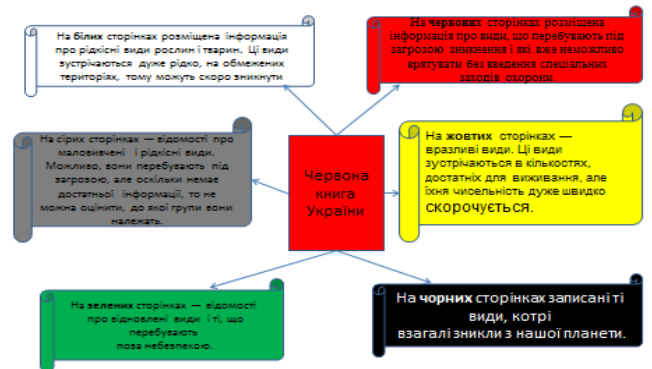 На білих сторінках розміщена інформація
про рідкісні види рослин і тварин. Ці види
зустрічаються дуже рідко, на обмежених
територіях, тому можуть скоро зникнути
На червоних сторінках розміщена
інформація про види, що перебувають під
загрозою зникнення і які вже неможливо
врятувати без введення спеціальних
заходів охорони.
На сірих сторінках — відомості про
маловивчені і рідкісні види.
Можливо, вони перебувають під
загрозою, але оскільки немає
достатньої інформації, то не
можна оцінити, до якої групи вони
належать.
Червона
книга
України
На жовтих сторінках —
вразливі види. Ці види
зустрічаються в кількостях,
достатніх для виживання, але
їхня чисельність дуже швидко
скорочується.
На зелених сторінках — відомості
про відновлені види і ті, що
перебувають
поза небезпекою.
На чорних сторінках записані ті
види, котрі
взагалі зникли з нашої планети.